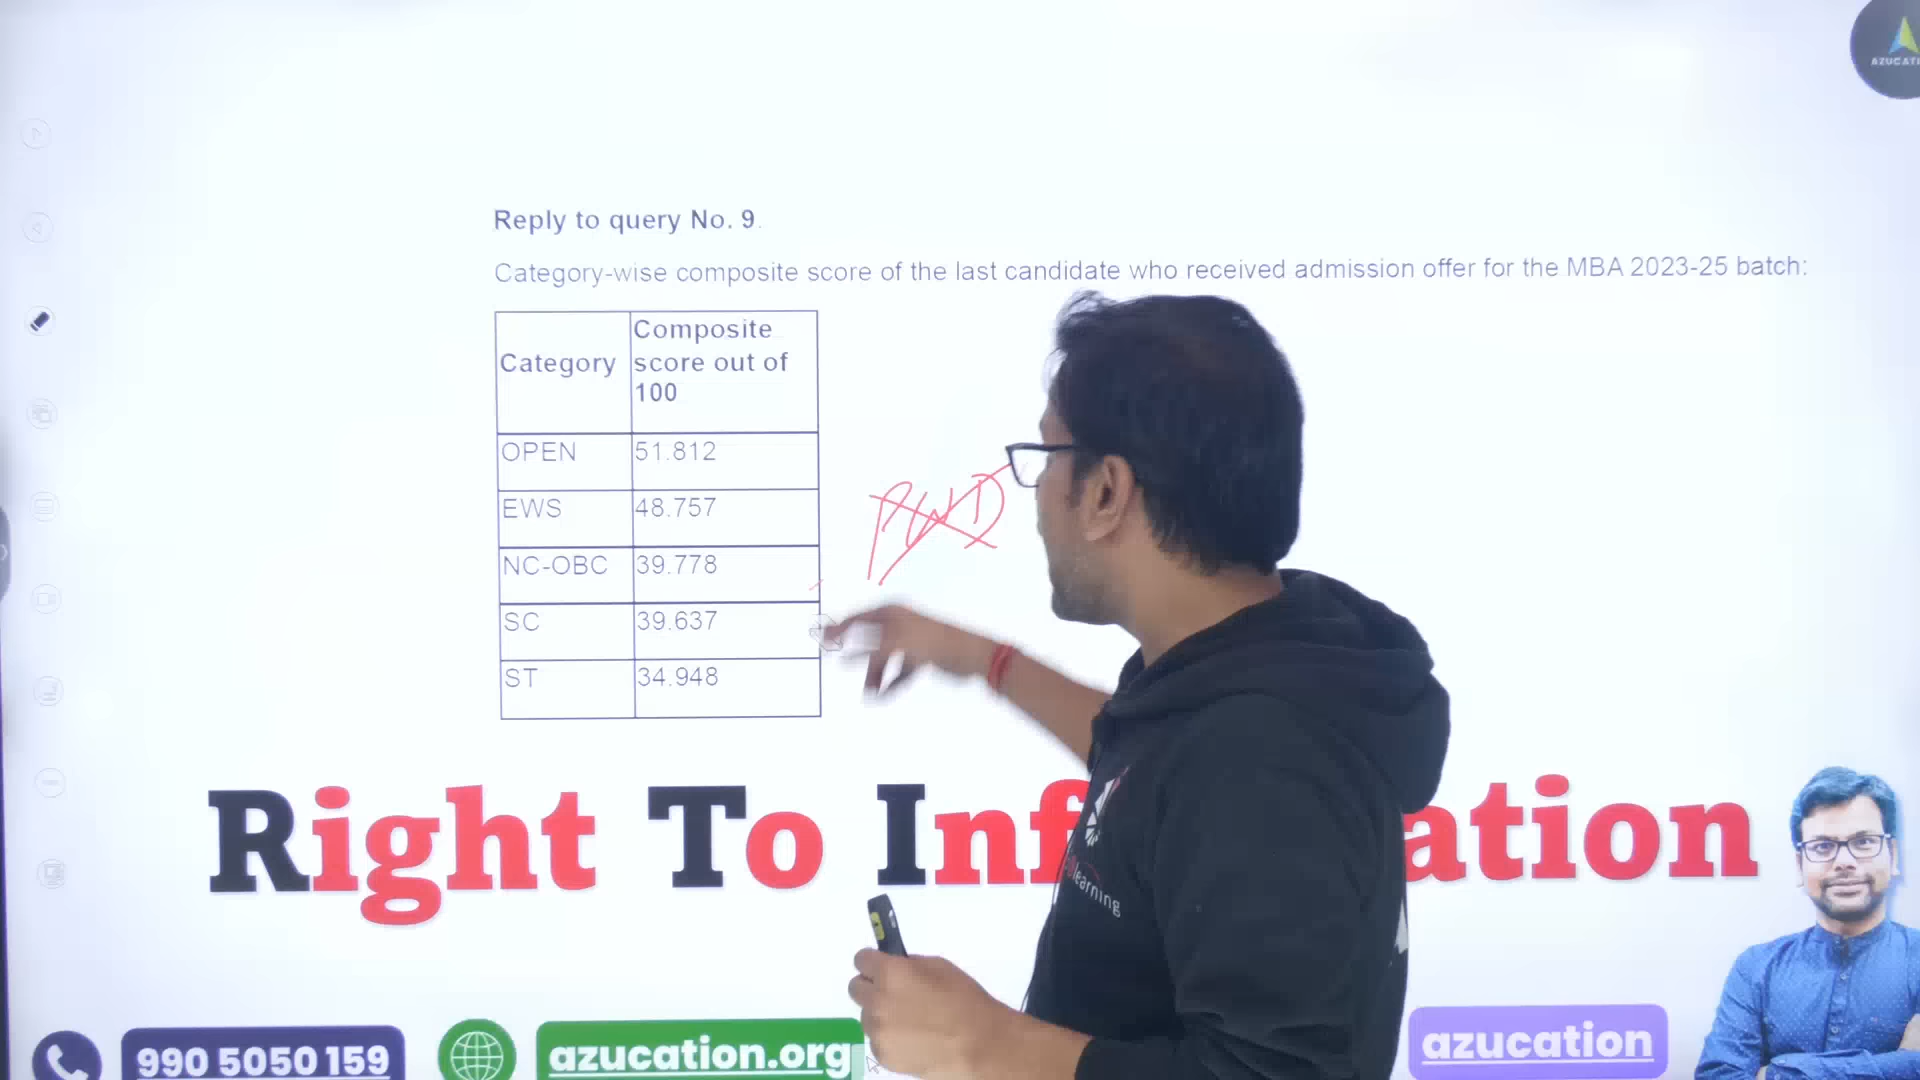 AZUCATI
Reply to query No. 9.
Category-wise composite score of the last candidate who received admission offer for the MBA 2023-25 batch:
Category
Composite
score out of
100
OPEN 51.812
EWS 48.757
NC-OBC 39.778
SC 39.637
ST 34.948
PWD
Right To Inf ation
learning
990 5050 159
azucation.org
azucation